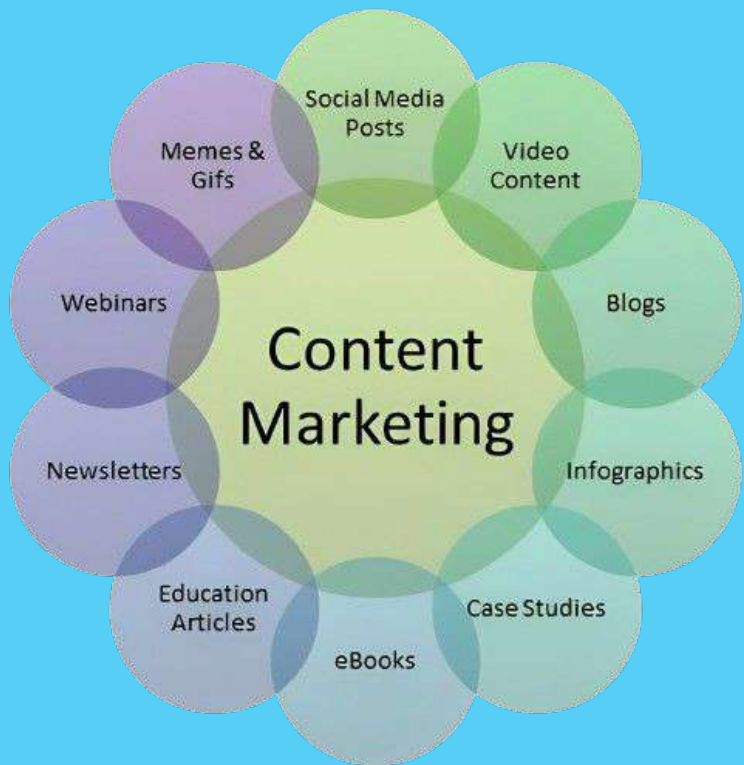 Social Media
Posts
Video
Content
Blogs
Infographics
Case Studies
eBooks
Education
Articles
Newsletters
Webinars
Memes &
Gifs
Content
Marketing